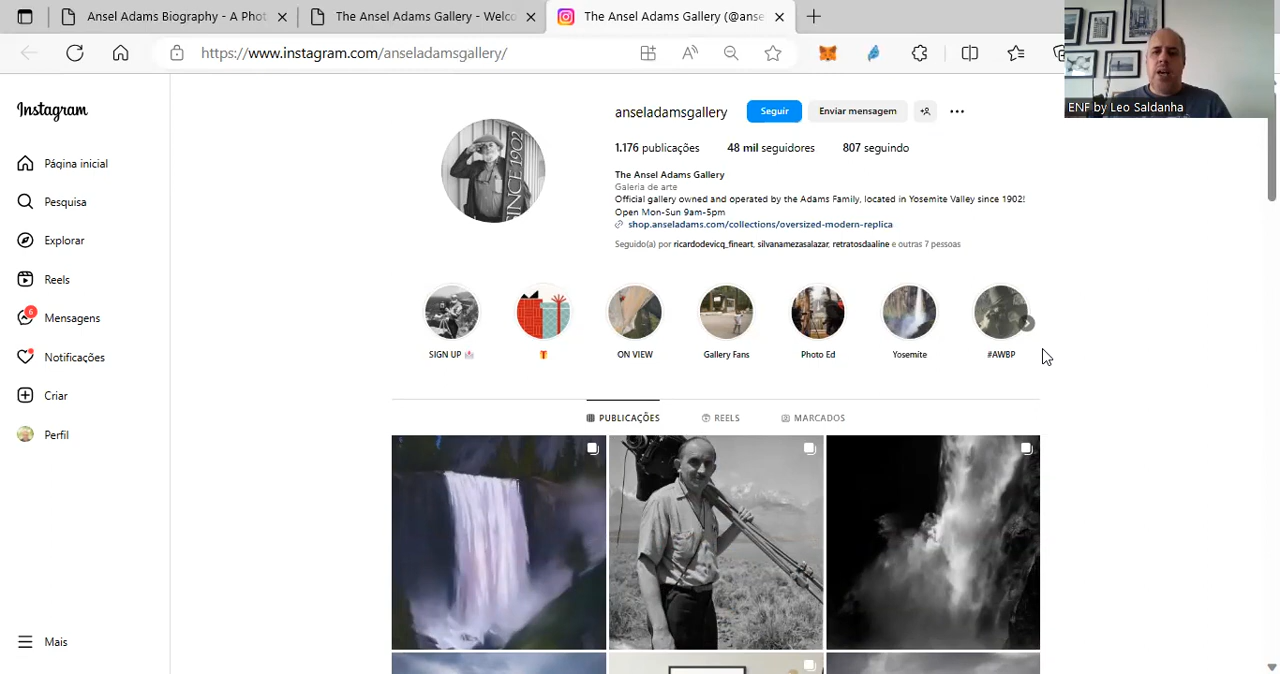 Ansel Adams Biography - A Phot
The Ansel Adams Gallery - Welco
The Ansel Adams Gallery (@anse
https://www.instagram.com/anseladamsgallery/
ENF by Leo Saldanha
Instagram
Página inicial
Pesquisa
Explorar
Reels
6
Mensagens
Notificações
Criar
Perfil
Mais
anseladamsgallery
Seguir
Enviar mensagem
1.176 publicações 48 mil seguidores 807 seguindo
The Ansel Adams Gallery
Galeria de arte
Official gallery owned and operated by the Adams Family, located in Yosemite Valley since 1902!
Open Mon-Sun 9am-5pm
shop.anseladams.com/collections/oversized-modern-replica
Seguido(a) por ricardodevicq_fineart, silvanamezasalazar, retratosdaaline e outras 7 pessoas
SINCE 1902
SIGN UP 📩
🎁
ON VIEW
Gallery Fans
Photo Ed
Yosemite
#AWBP
PUBLICAÇÕES
REELS
MARCADOS